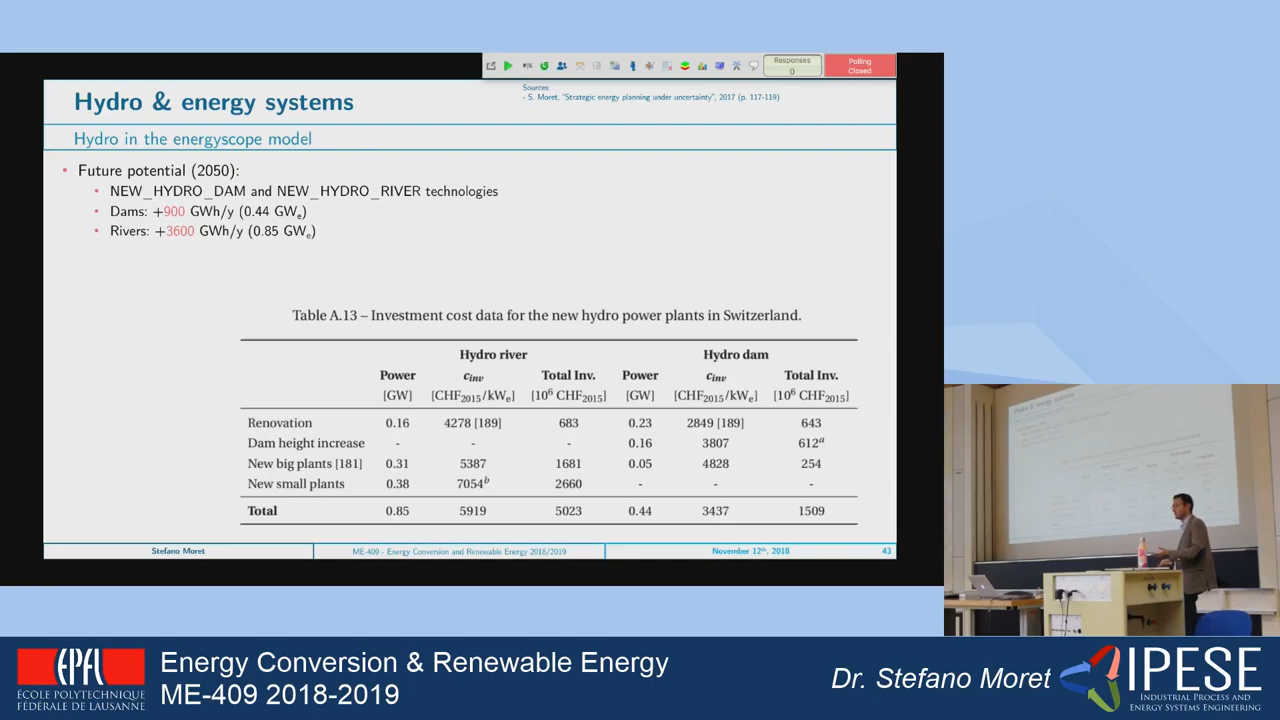 Responses
0
Polling
Closed
Hydro & energy systems
Sources:
- S. Moret, "Strategic energy planning under uncertainty", 2017 (p. 117-119)
Hydro in the energyscope model
• Future potential (2050):
• NEW_HYDRO_DAM and NEW_HYDRO_RIVER technologies
• Dams: +900 GWh/y (0.44 GWe)
• Rivers: +3600 GWh/y (0.85 GWe)
Table A.13 – Investment cost data for the new hydro power plants in Switzerland.
Hydro river Hydro dam
Power cinv Total Inv. Power cinv Total Inv.
[GW] [CHF2015/kWe] [10^6 CHF2015] [GW] [CHF2015/kWe] [10^6 CHF2015]
Renovation 0.16 4278 [189] 683 0.23 2849 [189] 643
Dam height increase - - - 0.16 3807 612a
New big plants [181] 0.31 5387 1681 0.05 4828 254
New small plants 0.38 7054b 2660 - - -
Total 0.85 5919 5023 0.44 3437 1509
Stefano Moret ME-409 - Energy Conversion and Renewable Energy 2018/2019 November 12th, 2018 43
Hydro & energy systems
EPFL
ÉCOLE POLYTECHNIQUE
FÉDÉRALE DE LAUSANNE
Energy Conversion & Renewable Energy
ME-409 2018-2019
Dr. Stefano Moret
IPESE
INDUSTRIAL PROCESS AND
ENERGY SYSTEMS ENGINEERING